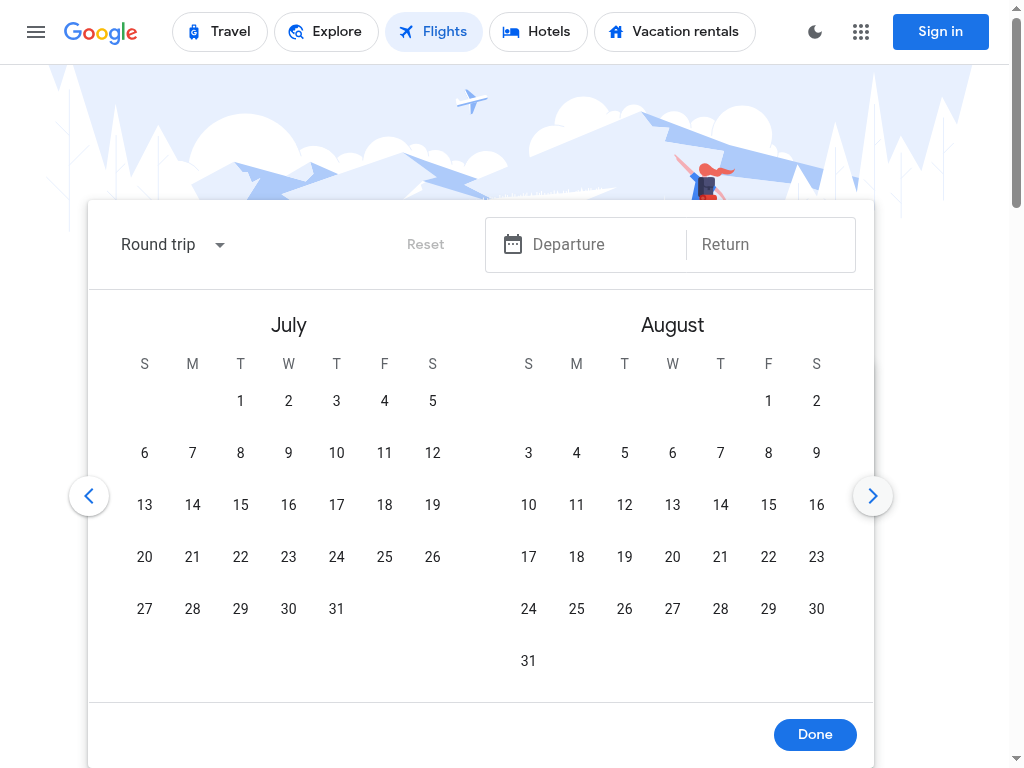 Google Travel Explore Flights Hotels Vacation rentals Sign in
Round trip Reset Departure Return
July August
S M T W T F S S M T W T F S
1 2 3 4 5 1 2
6 7 8 9 10 11 12 3 4 5 6 7 8 9
13 14 15 16 17 18 19 10 11 12 13 14 15 16
20 21 22 23 24 25 26 17 18 19 20 21 22 23
27 28 29 30 31 24 25 26 27 28 29 30
31
Done